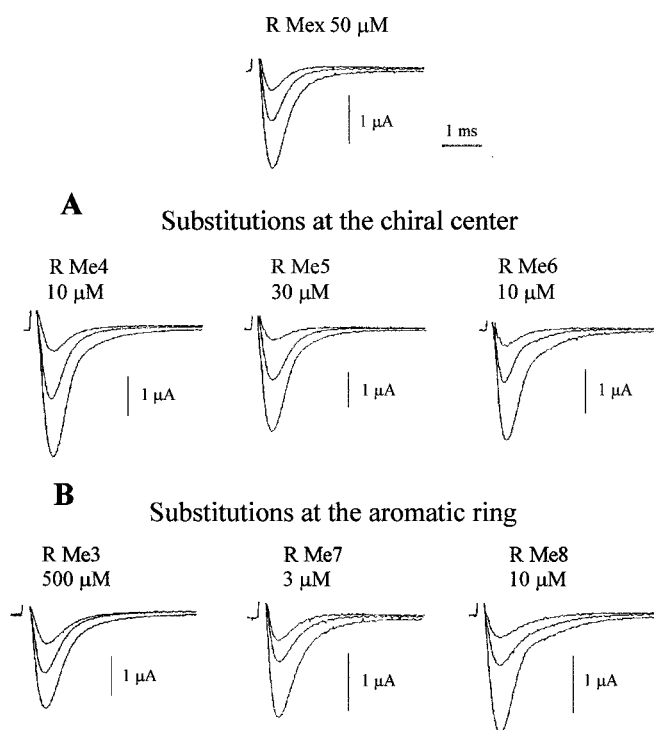 R Mex 50 μM
1 μA
1 ms
A
Substitutions at the chiral center
R Me4
10 μM
R Me5
30 μM
R Me6
10 μM
1 μA
1 μA
1 μA
B
Substitutions at the aromatic ring
R Me3
500 μM
R Me7
3 μM
R Me8
10 μM
1 μA
1 μA
1 μA